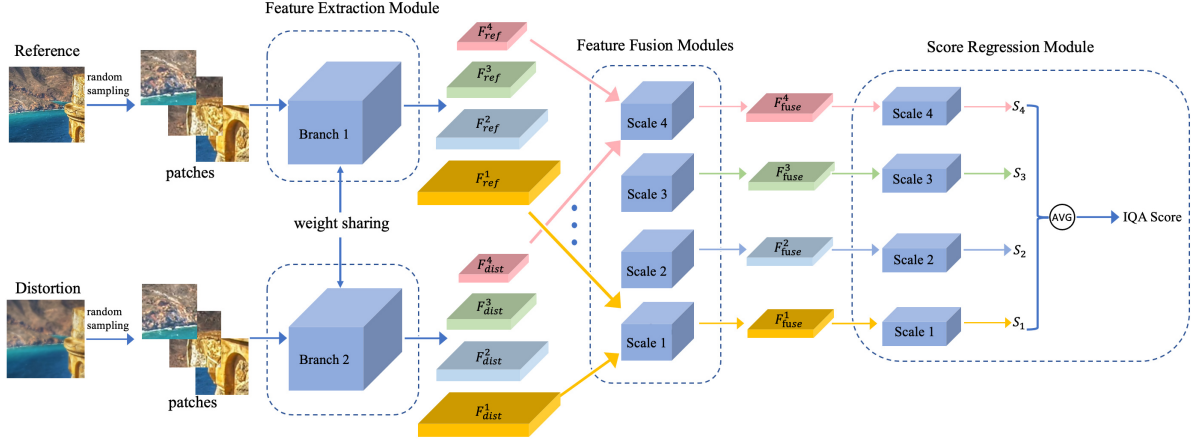 Feature Extraction Module
Reference
random
sampling
patches
Branch 1
F_ref^4
F_ref^3
F_ref^2
F_ref^1
weight sharing
Distortion
random
sampling
patches
Branch 2
F_dist^4
F_dist^3
F_dist^2
F_dist^1
Feature Fusion Modules
Scale 4
Scale 3
Scale 2
Scale 1
F_fuse^4
F_fuse^3
F_fuse^2
F_fuse^1
Score Regression Module
Scale 4
Scale 3
Scale 2
Scale 1
S_4
S_3
S_2
S_1
AVG
IQA Score